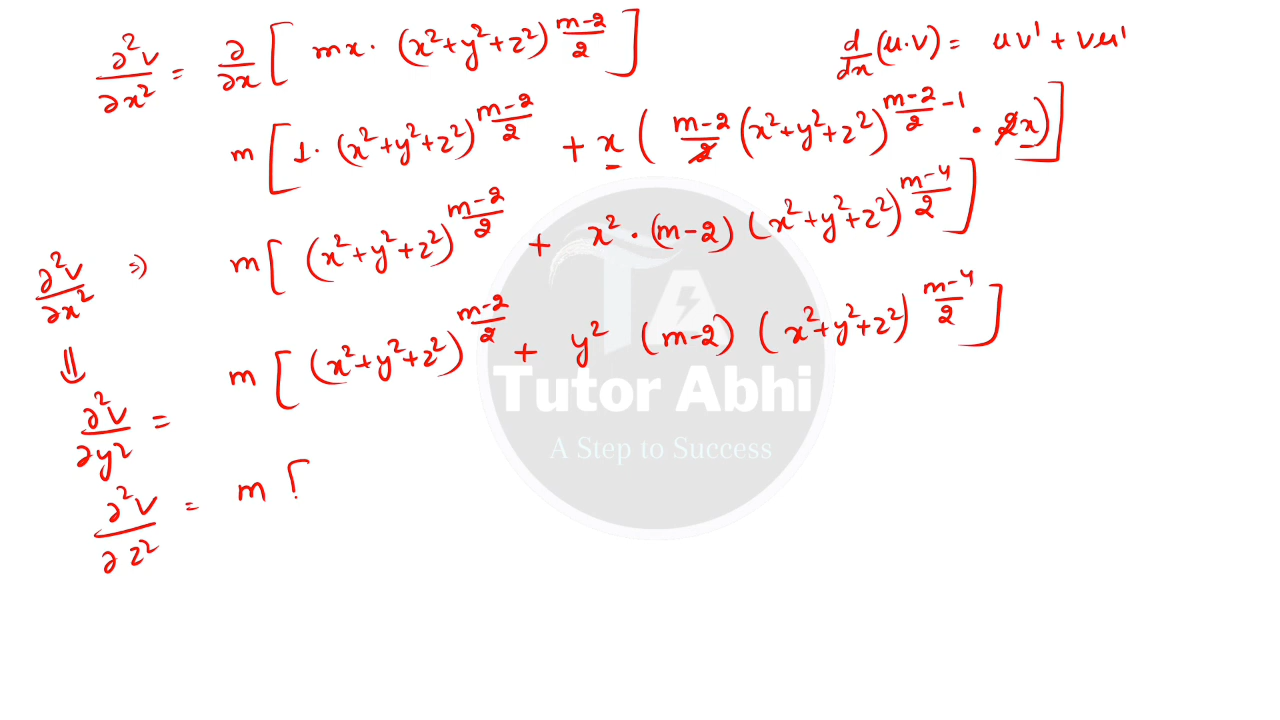 ∂²v/∂x² = ∂/∂x [ mx · (x²+y²+z²)^((m-2)/2) ]
d/dx (u·v) = uv' + vu'
m [ 1 · (x²+y²+z²)^((m-2)/2) + x ( (m-2)/2 (x²+y²+z²)^((m-2)/2 - 1) · 2x) ]
∂²v/∂x² ⇒ m [ (x²+y²+z²)^((m-2)/2) + x² · (m-2) (x²+y²+z²)^((m-4)/2) ]
⇓
∂²v/∂y² = m [ (x²+y²+z²)^((m-2)/2) + y² (m-2) (x²+y²+z²)^((m-4)/2) ]
∂²v/∂z² = m [
TA
Tutor Abhi
A Step to Success